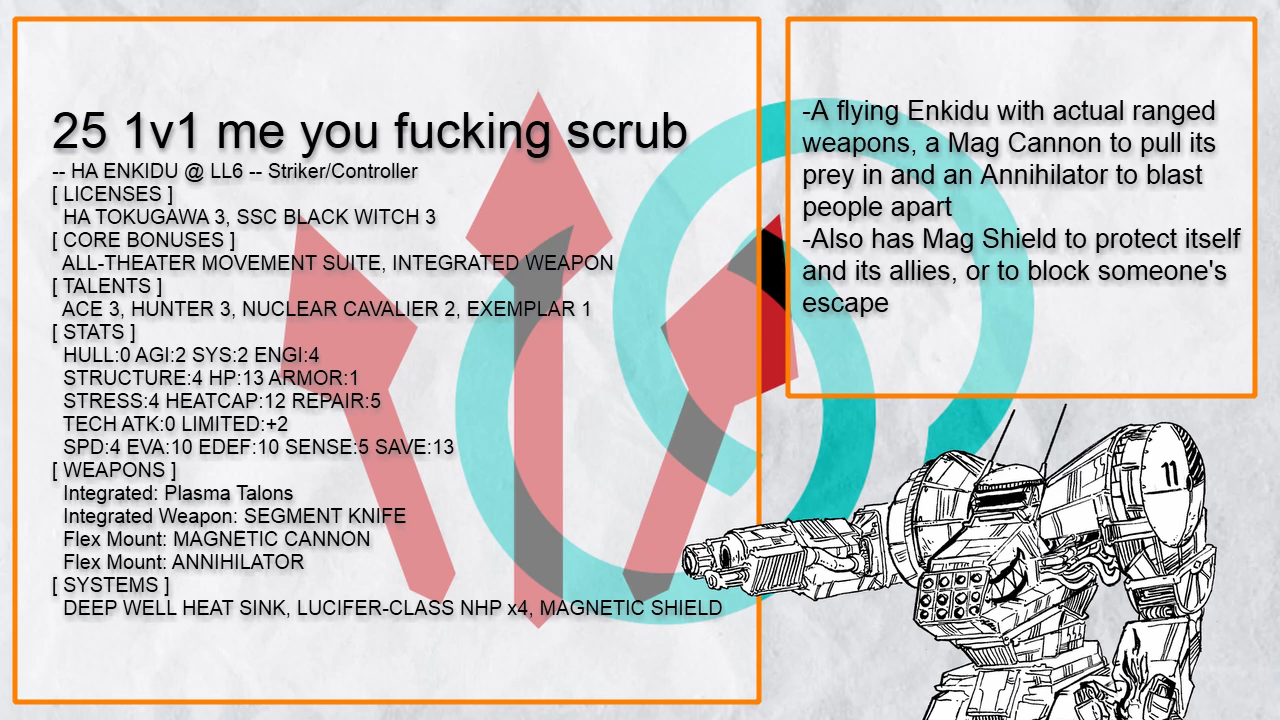 25 1v1 me you fucking scrub
-- HA ENKIDU @ LL6 -- Striker/Controller
[ LICENSES ]
HA TOKUGAWA 3, SSC BLACK WITCH 3
[ CORE BONUSES ]
ALL-THEATER MOVEMENT SUITE, INTEGRATED WEAPON
[ TALENTS ]
ACE 3, HUNTER 3, NUCLEAR CAVALIER 2, EXEMPLAR 1
[ STATS ]
HULL:0 AGI:2 SYS:2 ENGI:4
STRUCTURE:4 HP:13 ARMOR:1
STRESS:4 HEATCAP:12 REPAIR:5
TECH ATK:0 LIMITED:+2
SPD:4 EVA:10 EDEF:10 SENSE:5 SAVE:13
[ WEAPONS ]
Integrated: Plasma Talons
Integrated Weapon: SEGMENT KNIFE
Flex Mount: MAGNETIC CANNON
Flex Mount: ANNIHILATOR
[ SYSTEMS ]
DEEP WELL HEAT SINK, LUCIFER-CLASS NHP x4, MAGNETIC SHIELD
-A flying Enkidu with actual ranged
weapons, a Mag Cannon to pull its
prey in and an Annihilator to blast
people apart
-Also has Mag Shield to protect itself
and its allies, or to block someone's
escape
11